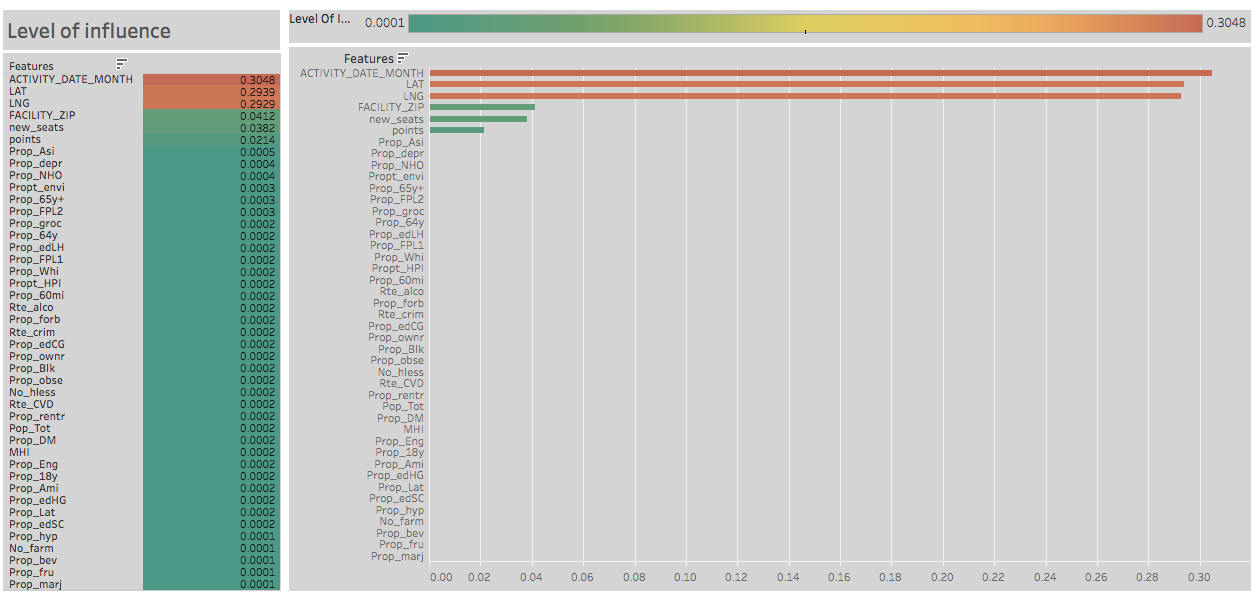 Level of influence
Features
ACTIVITY_DATE_MONTH 0.3048
LAT 0.2939
LNG 0.2929
FACILITY_ZIP 0.0412
new_seats 0.0382
points 0.0214
Prop_Asi 0.0005
Prop_depr 0.0004
Prop_NHO 0.0004
Propt_envi 0.0003
Prop_65y+ 0.0003
Prop_FPL2 0.0003
Prop_groc 0.0002
Prop_64y 0.0002
Prop_edLH 0.0002
Prop_FPL1 0.0002
Prop_Whi 0.0002
Propt_HPI 0.0002
Prop_60mi 0.0002
Rte_alco 0.0002
Prop_forb 0.0002
Rte_crim 0.0002
Prop_edCG 0.0002
Prop_ownr 0.0002
Prop_Blk 0.0002
Prop_obse 0.0002
No_hless 0.0002
Rte_CVD 0.0002
Prop_rentr 0.0002
Pop_Tot 0.0002
Prop_DM 0.0002
MHI 0.0002
Prop_Eng 0.0002
Prop_18y 0.0002
Prop_Ami 0.0002
Prop_edHG 0.0002
Prop_Lat 0.0002
Prop_edSC 0.0002
Prop_hyp 0.0001
No_farm 0.0001
Prop_bev 0.0001
Prop_fru 0.0001
Prop_marj 0.0001
Level Of I... 0.0001 0.3048
Features
ACTIVITY_DATE_MONTH
LAT
LNG
FACILITY_ZIP
new_seats
points
Prop_Asi
Prop_depr
Prop_NHO
Propt_envi
Prop_65y+
Prop_FPL2
Prop_groc
Prop_64y
Prop_edLH
Prop_FPL1
Prop_Whi
Propt_HPI
Prop_60mi
Rte_alco
Prop_forb
Rte_crim
Prop_edCG
Prop_ownr
Prop_Blk
Prop_obse
No_hless
Rte_CVD
Prop_rentr
Pop_Tot
Prop_DM
MHI
Prop_Eng
Prop_18y
Prop_Ami
Prop_edHG
Prop_Lat
Prop_edSC
Prop_hyp
No_farm
Prop_bev
Prop_fru
Prop_marj
0.00 0.02 0.04 0.06 0.08 0.10 0.12 0.14 0.16 0.18 0.20 0.22 0.24 0.26 0.28 0.30